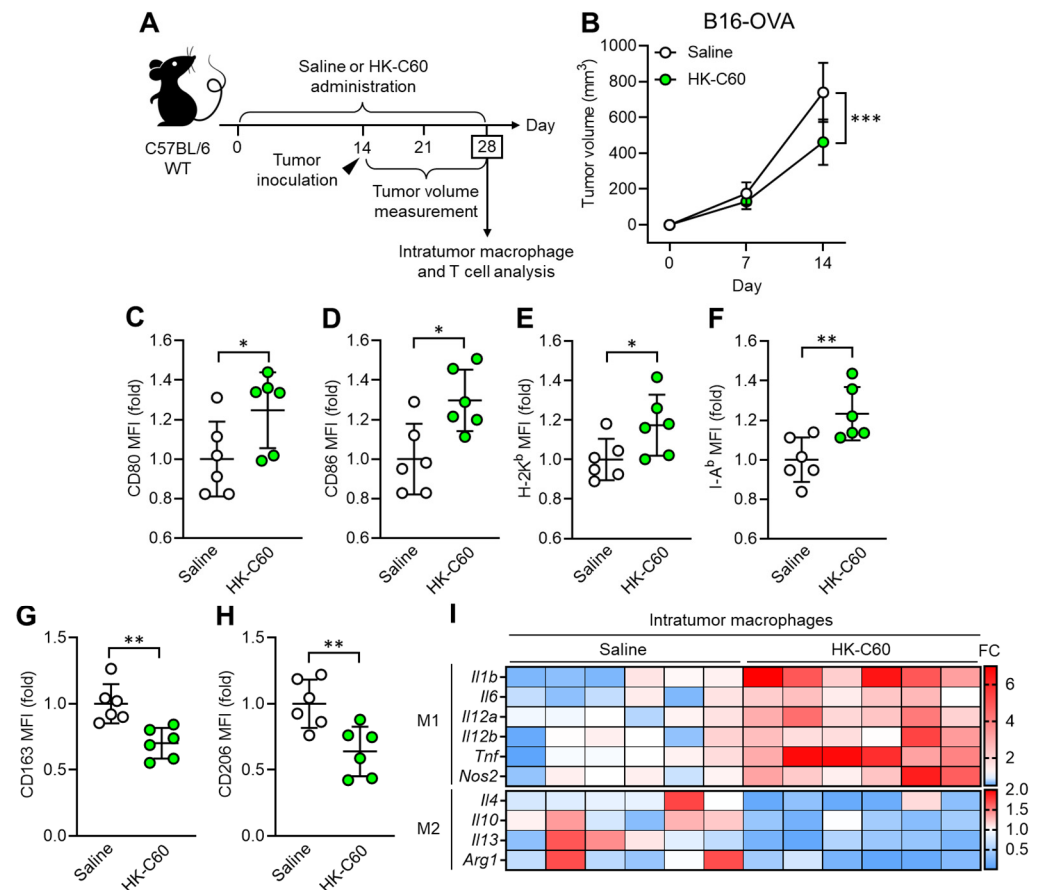 A
Saline or HK-C60
administration
Day
0
14
21
28
C57BL/6
WT
Tumor
inoculation
Tumor volume
measurement
Intratumor macrophage
and T cell analysis
B
B16-OVA
Tumor volume (mm³)
1000
800
600
400
200
0
Saline
HK-C60
***
0
7
14
Day
C
CD80 MFI (fold)
1.6
1.4
1.2
1.0
0.8
0.6
*
Saline
HK-C60
D
CD86 MFI (fold)
1.6
1.4
1.2
1.0
0.8
0.6
*
Saline
HK-C60
E
H-2Kᵇ MFI (fold)
1.6
1.4
1.2
1.0
0.8
0.6
*
Saline
HK-C60
F
I-Aᵇ MFI (fold)
1.6
1.4
1.2
1.0
0.8
0.6
**
Saline
HK-C60
G
CD163 MFI (fold)
1.5
1.0
0.5
0.0
**
Saline
HK-C60
H
CD206 MFI (fold)
1.5
1.0
0.5
0.0
**
Saline
HK-C60
I
Intratumor macrophages
Saline
HK-C60
FC
M1
Il1b
Il6
Il12a
Il12b
Tnf
Nos2
6
4
2
M2
Il4
Il10
Il13
Arg1
2.0
1.5
1.0
0.5